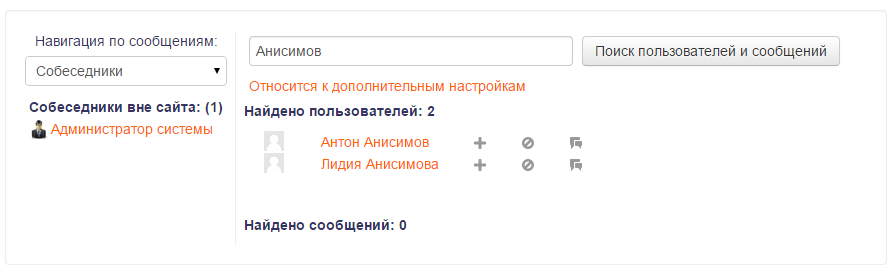 Навигация по сообщениям:
Собеседники
Собеседники вне сайта: (1)
Администратор системы
Анисимов
Поиск пользователей и сообщений
Относится к дополнительным настройкам
Найдено пользователей: 2
Антон Анисимов
Лидия Анисимова
Найдено сообщений: 0